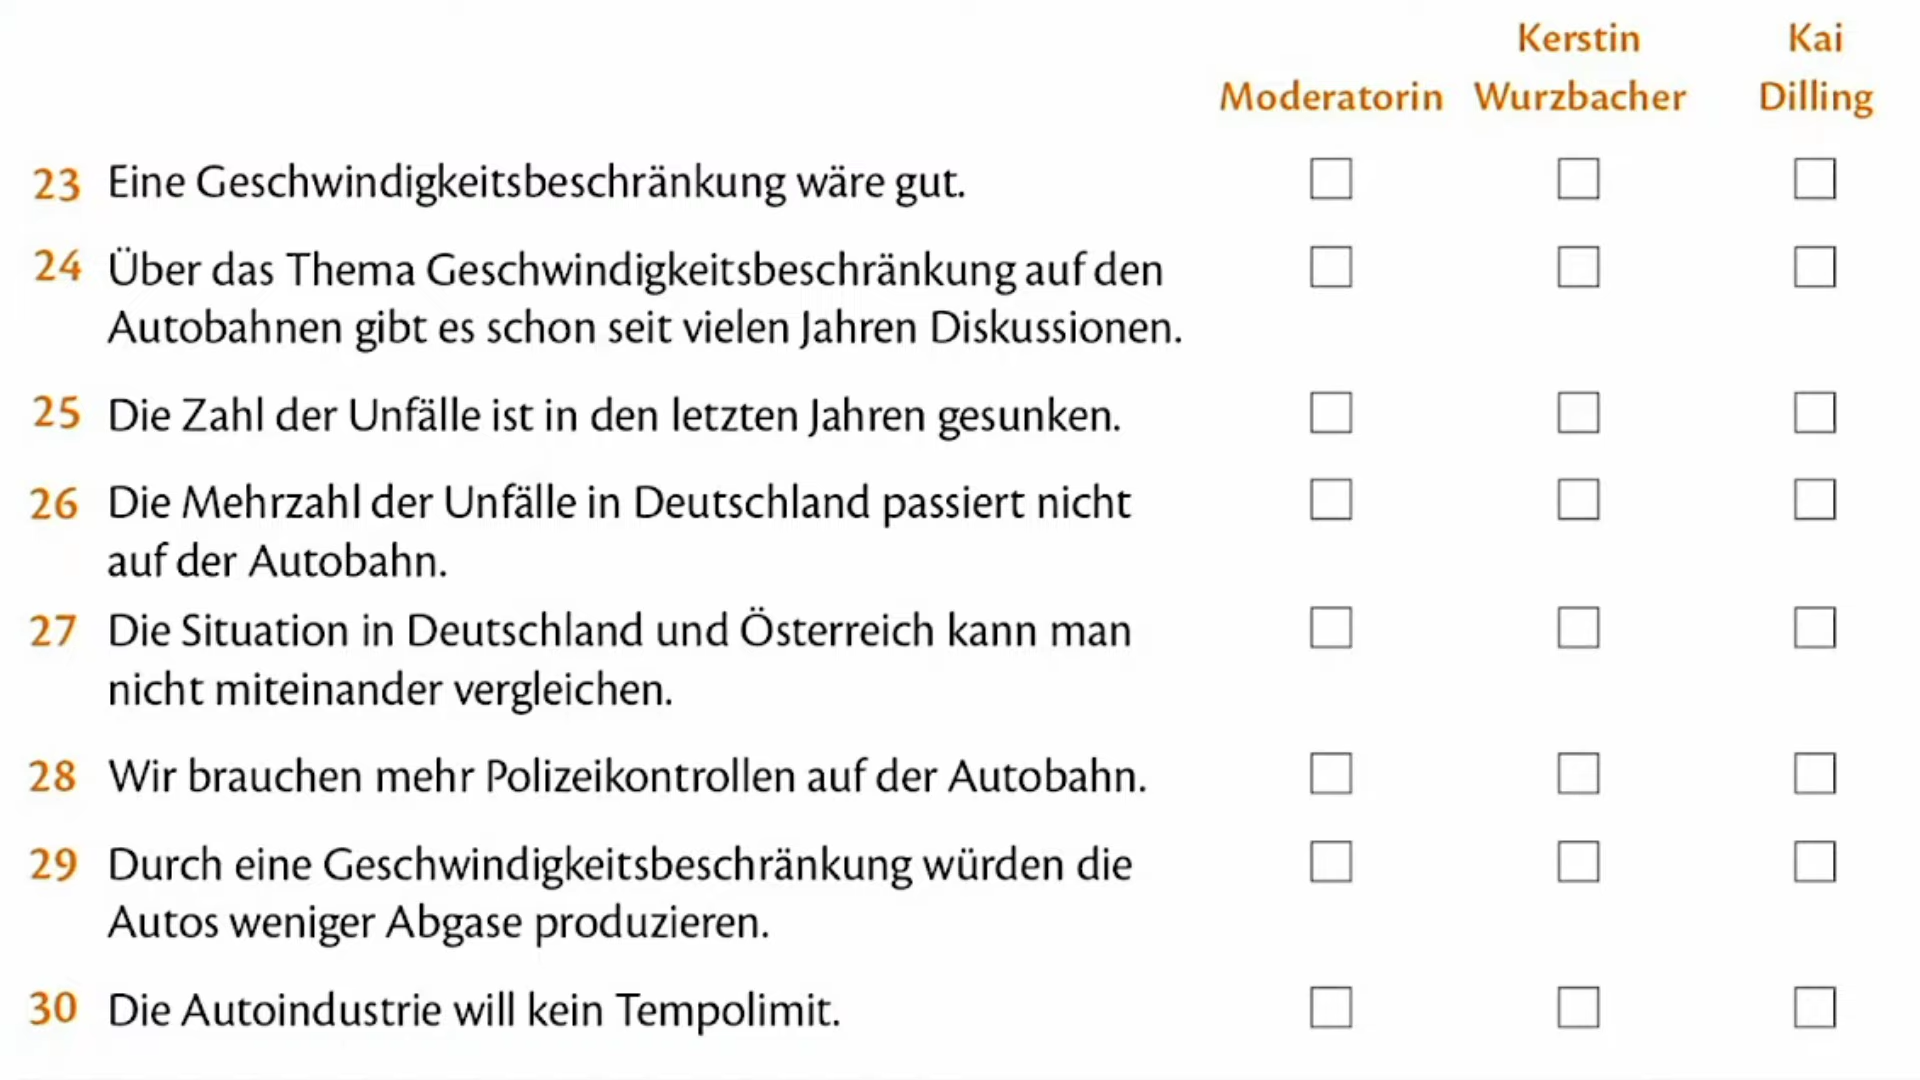 Kerstin Kai
Moderatorin Wurzbacher Dilling
23 Eine Geschwindigkeitsbeschränkung wäre gut.
24 Über das Thema Geschwindigkeitsbeschränkung auf den
Autobahnen gibt es schon seit vielen Jahren Diskussionen.
25 Die Zahl der Unfälle ist in den letzten Jahren gesunken.
26 Die Mehrzahl der Unfälle in Deutschland passiert nicht
auf der Autobahn.
27 Die Situation in Deutschland und Österreich kann man
nicht miteinander vergleichen.
28 Wir brauchen mehr Polizeikontrollen auf der Autobahn.
29 Durch eine Geschwindigkeitsbeschränkung würden die
Autos weniger Abgase produzieren.
30 Die Autoindustrie will kein Tempolimit.